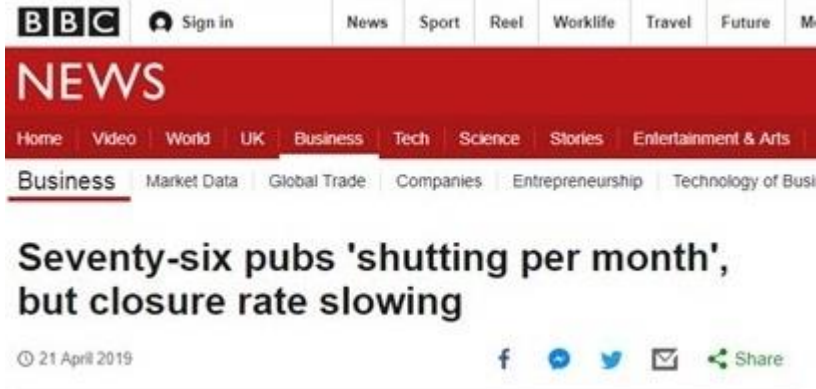 BBC Sign in News Sport Reel Worklife Travel Future
NEWS
Home Video World UK Business Tech Science Stories Entertainment & Arts
Business Market Data Global Trade Companies Entrepreneurship Technology of
Seventy-six pubs 'shutting per month',
but closure rate slowing
21 April 2019 Share